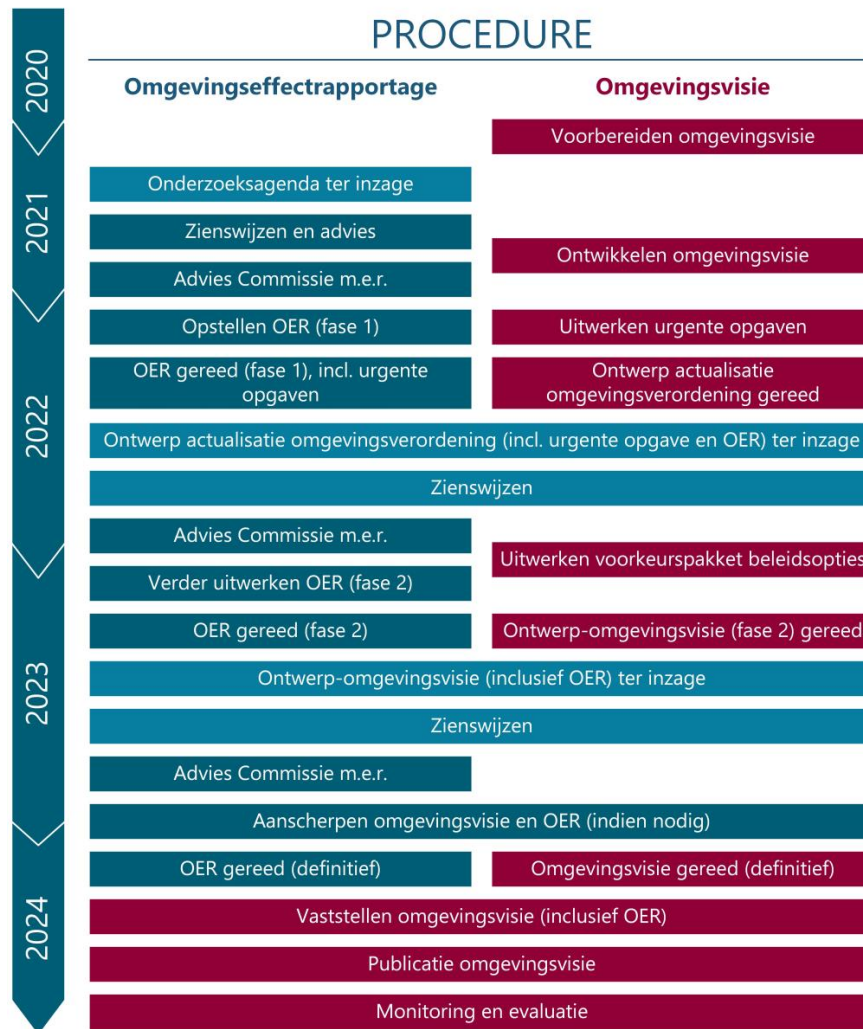 PROCEDURE
2020
Omgevingseffectrapportage
Omgevingsvisie
Voorbereiden omgevingsvisie
2021
Onderzoeksagenda ter inzage
Zienswijzen en advies
Ontwikkelen omgevingsvisie
Advies Commissie m.e.r.
2022
Opstellen OER (fase 1)
Uitwerken urgente opgaven
OER gereed (fase 1), incl. urgente
opgaven
Ontwerp actualisatie
omgevingsverordening gereed
Ontwerp actualisatie omgevingsverordening (incl. urgente opgave en OER) ter inzage
Zienswijzen
Advies Commissie m.e.r.
Uitwerken voorkeurspakket beleidsopties
2023
Verder uitwerken OER (fase 2)
OER gereed (fase 2)
Ontwerp-omgevingsvisie (fase 2) gereed
Ontwerp-omgevingsvisie (inclusief OER) ter inzage
Zienswijzen
Advies Commissie m.e.r.
Aanscherpen omgevingsvisie en OER (indien nodig)
2024
OER gereed (definitief)
Omgevingsvisie gereed (definitief)
Vaststellen omgevingsvisie (inclusief OER)
Publicatie omgevingsvisie
Monitoring en evaluatie